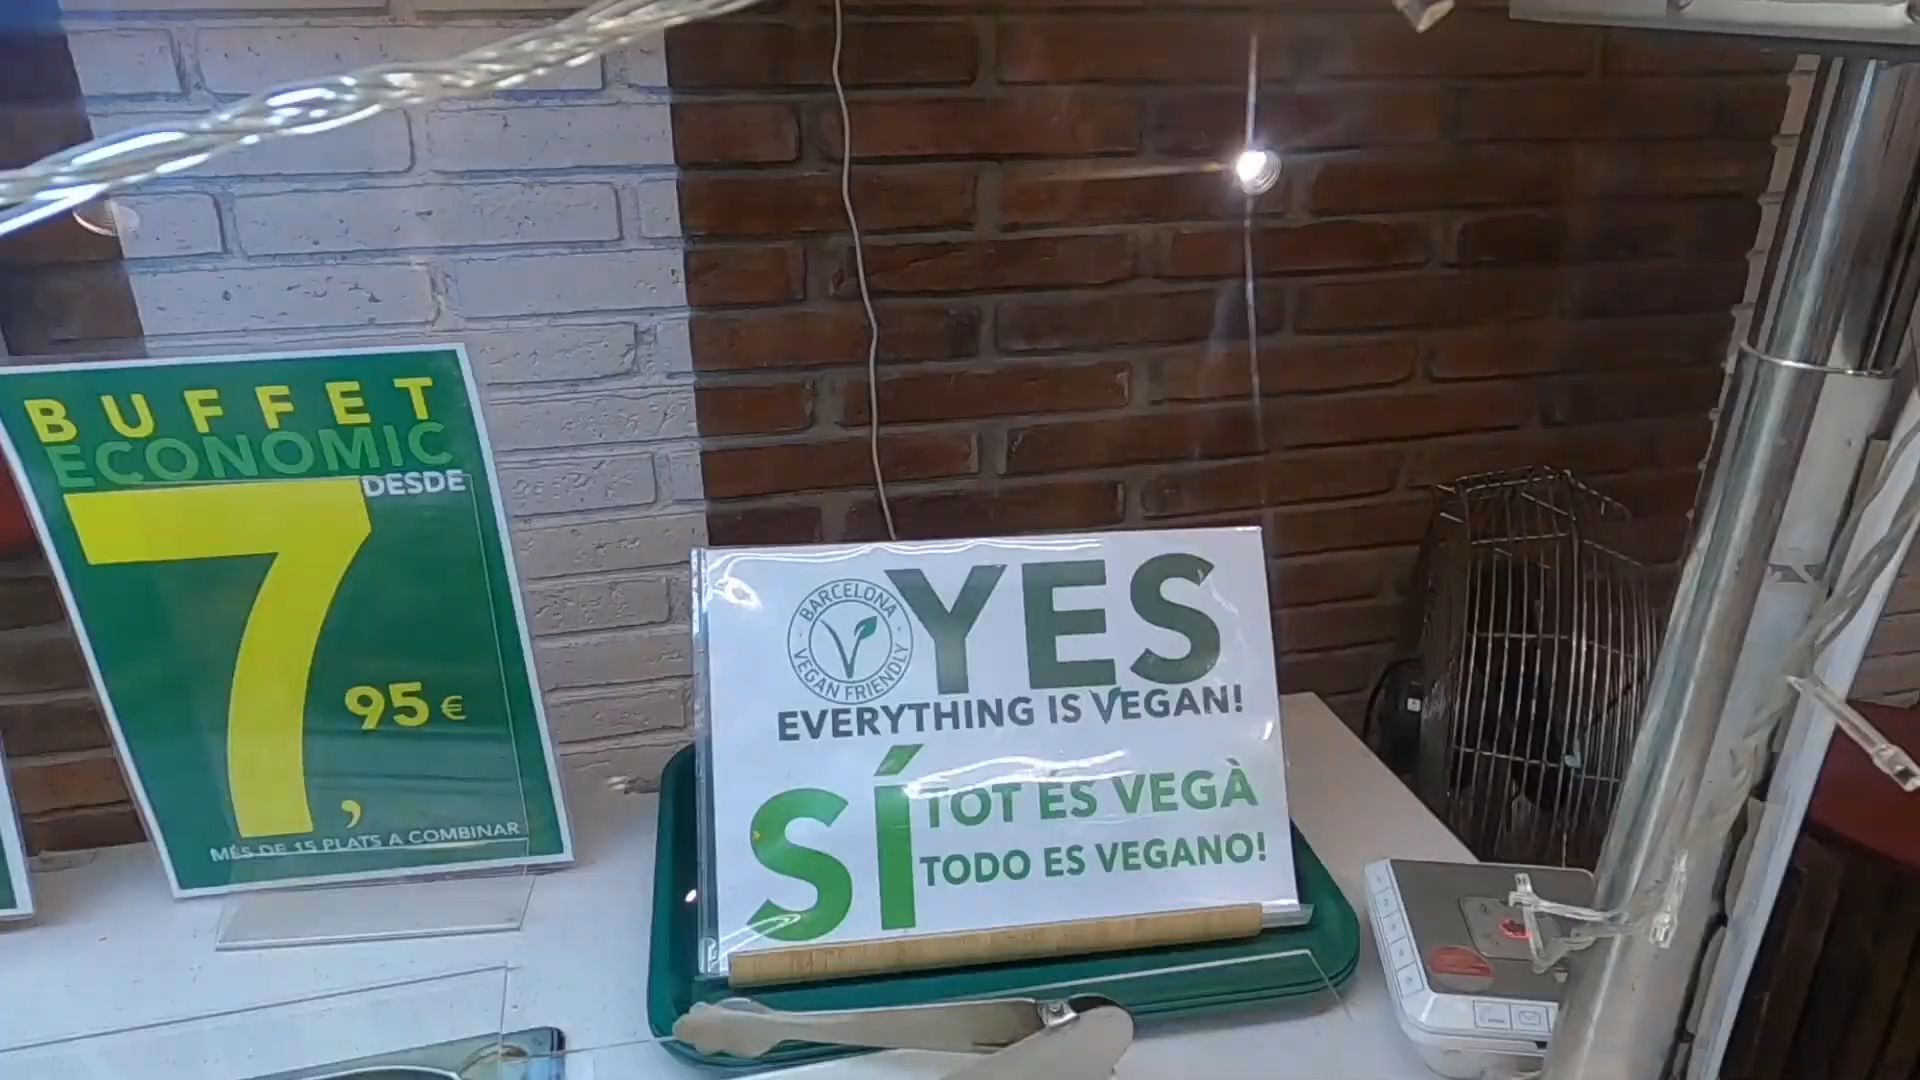 BUFFET
ECONOMIC
DESDE
7,95 €
MÉS DE 15 PLATS A COMBINAR
BARCELONA
VEGAN FRIENDLY
YES
EVERYTHING IS VEGAN!
SÍ
TOT ÉS VEGÀ
TODO ES VEGANO!